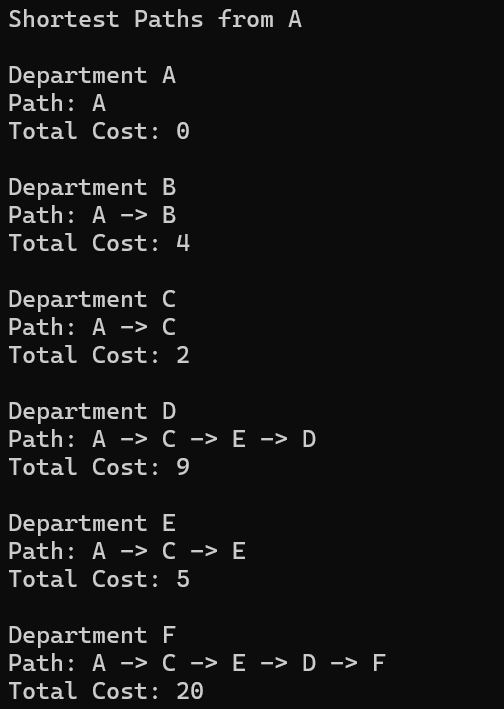 Shortest Paths from A
Department A
Path: A
Total Cost: 0
Department B
Path: A -> B
Total Cost: 4
Department C
Path: A -> C
Total Cost: 2
Department D
Path: A -> C -> E -> D
Total Cost: 9
Department E
Path: A -> C -> E
Total Cost: 5
Department F
Path: A -> C -> E -> D -> F
Total Cost: 20